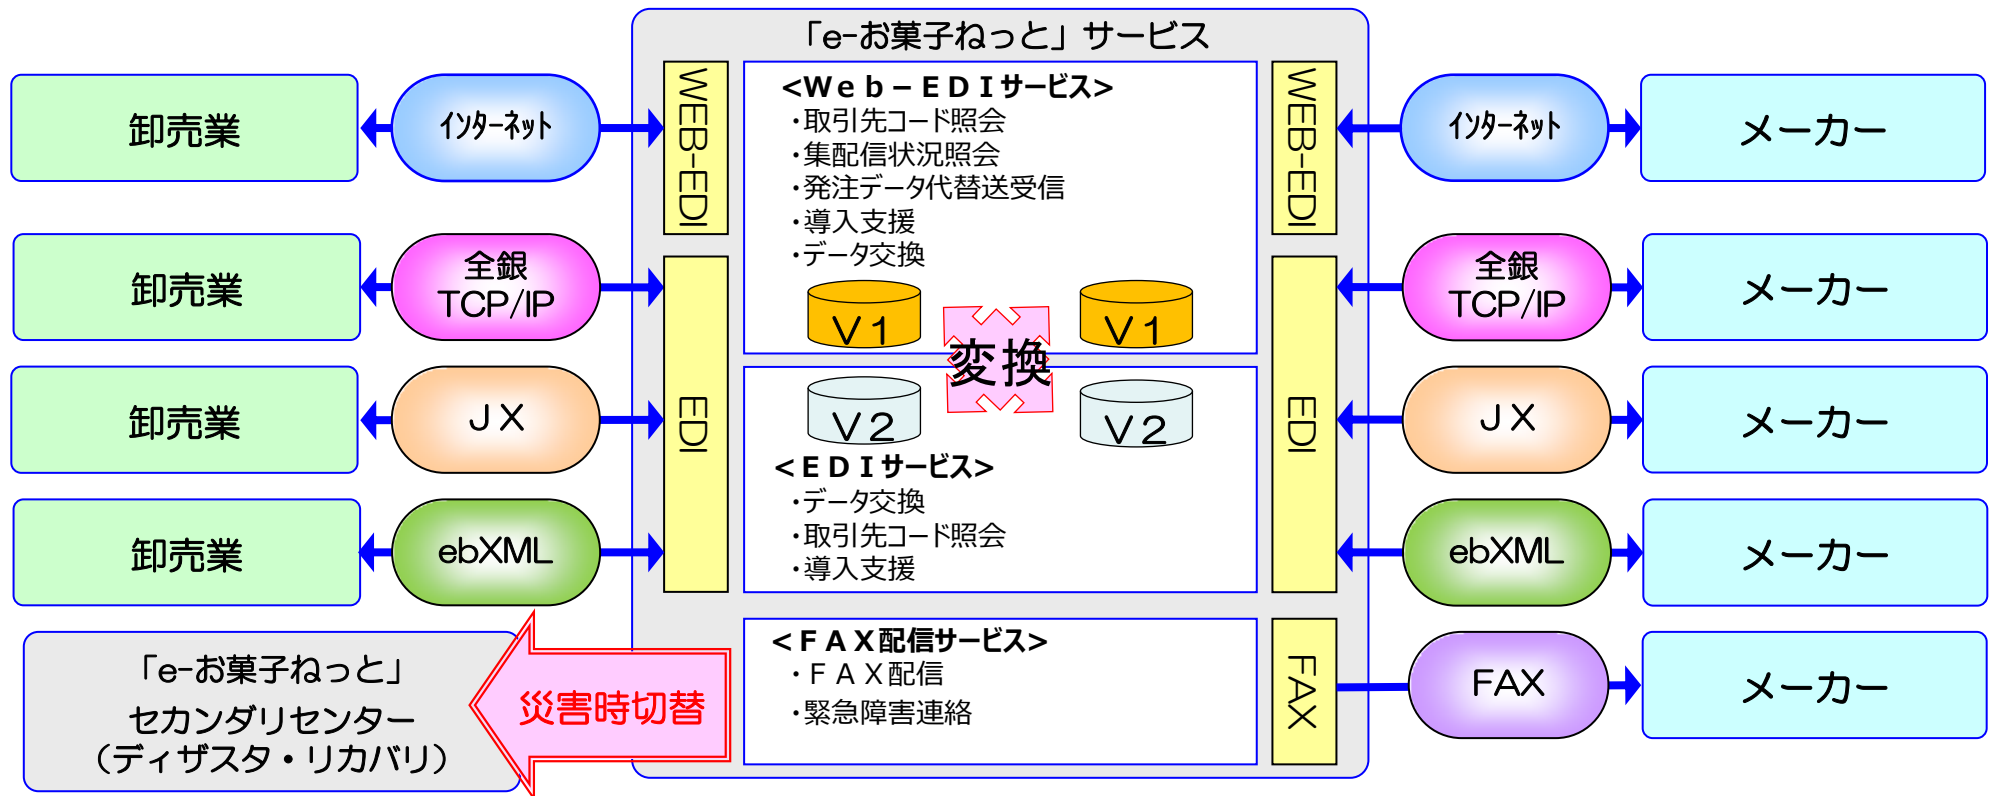 「e-お菓子ねっと」サービス
卸売業
インターネット
WEB-EDI
<Web-EDIサービス>
・取引先コード照会
・集配信状況照会
・発注データ代替送受信
・導入支援
・データ交換
WEB-EDI
インターネット
メーカー
卸売業
全銀
TCP/IP
全銀
TCP/IP
メーカー
V1
V1
変換
卸売業
JX
EDI
V2
V2
EDI
JX
メーカー
<EDIサービス>
・データ交換
・取引先コード照会
・導入支援
卸売業
ebXML
ebXML
メーカー
「e-お菓子ねっと」
セカンダリセンター
(ディザスタ・リカバリ)
災害時切替
<FAX配信サービス>
・FAX配信
・緊急障害連絡
FAX
FAX
メーカー